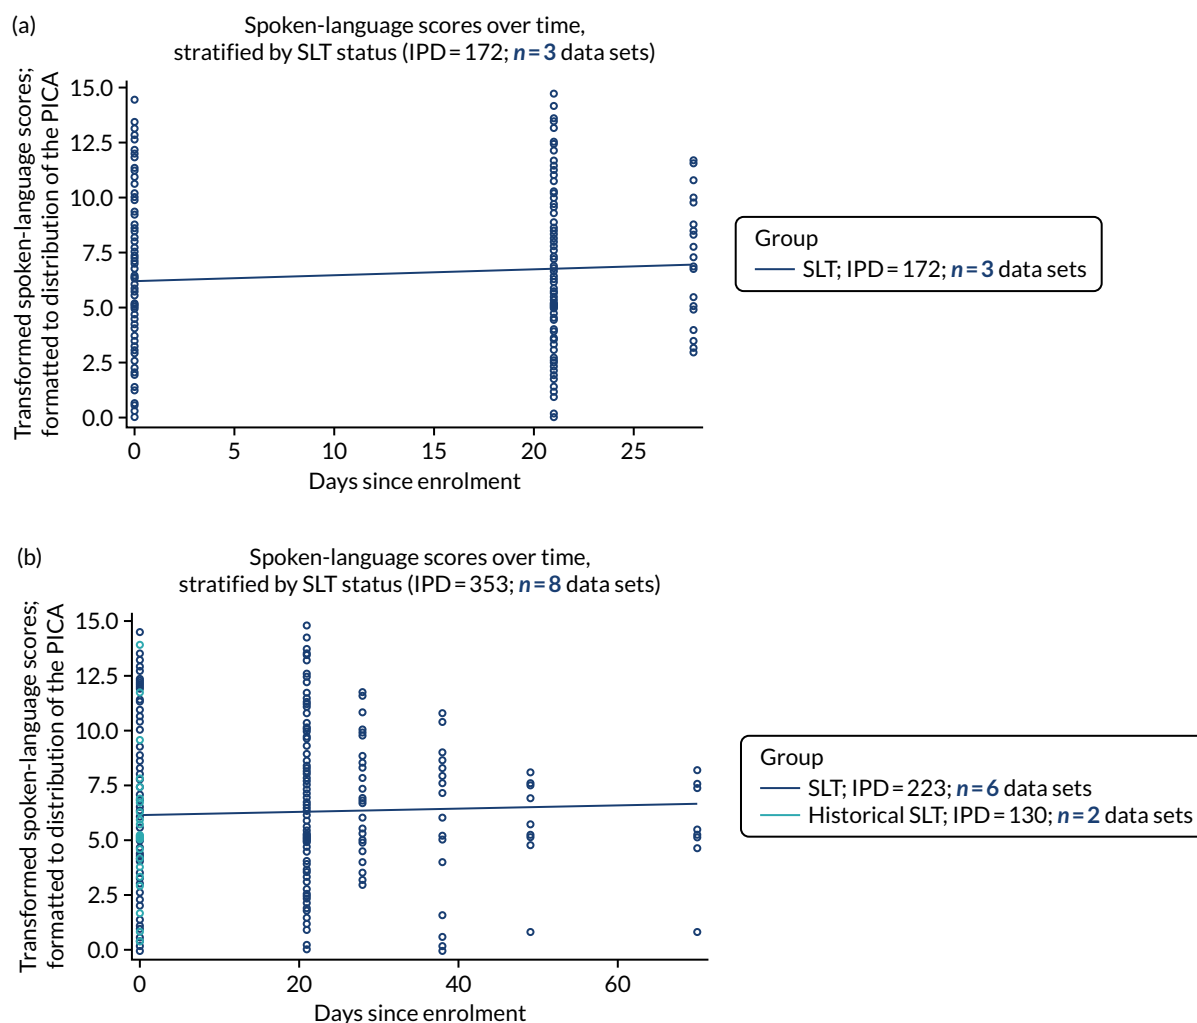 (a)
Spoken-language scores over time,
stratified by SLT status (IPD = 172; n = 3 data sets)
Transformed spoken-language scores;
formatted to distribution of the PICA
15.0
12.5
10.0
7.5
5.0
2.5
0.0
0 5 10 15 20 25
Days since enrolment
Group
SLT; IPD = 172; n = 3 data sets
(b)
Spoken-language scores over time,
stratified by SLT status (IPD = 353; n = 8 data sets)
Transformed spoken-language scores;
formatted to distribution of the PICA
15.0
12.5
10.0
7.5
5.0
2.5
0.0
0 20 40 60
Days since enrolment
Group
SLT; IPD = 223; n = 6 data sets
Historical SLT; IPD = 130; n = 2 data sets